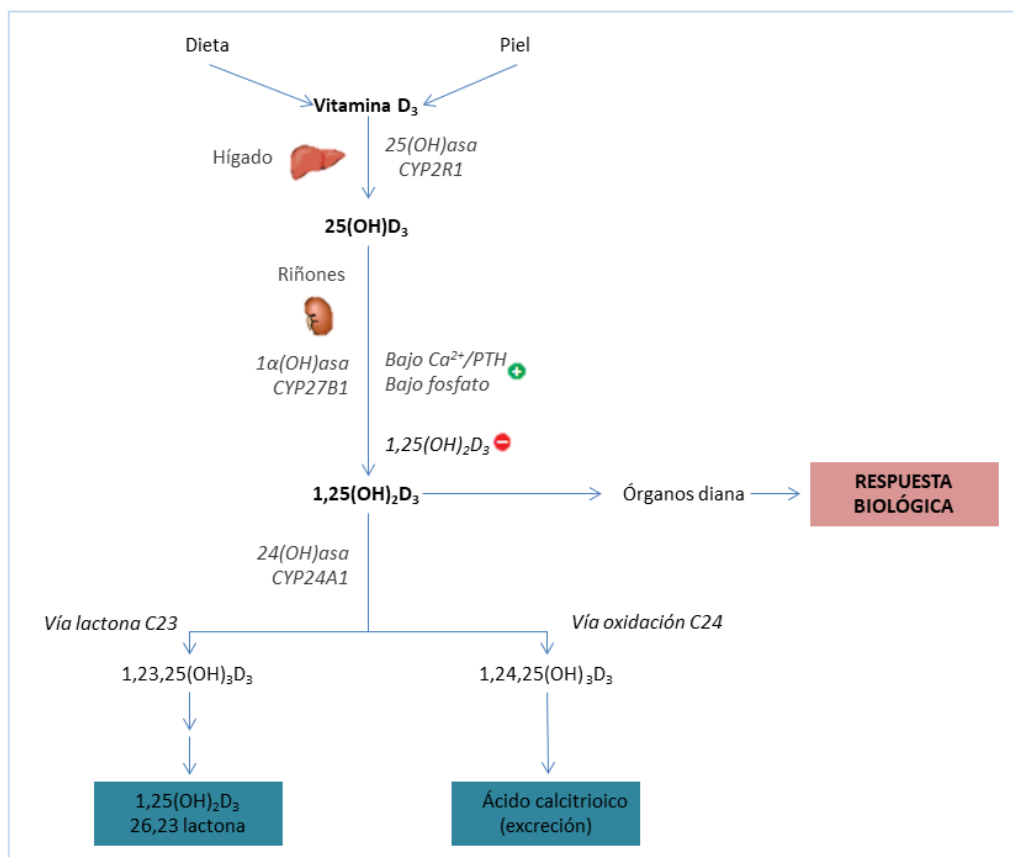 Dieta
Piel
Vitamina D₃
Hígado
25(OH)asa
CYP2R1
25(OH)D₃
Riñones
1α(OH)asa
CYP27B1
Bajo Ca²⁺/PTH
Bajo fosfato
1,25(OH)₂D₃
1,25(OH)₂D₃
Órganos diana
RESPUESTA
BIOLÓGICA
24(OH)asa
CYP24A1
Vía lactona C23
Vía oxidación C24
1,23,25(OH)₃D₃
1,24,25(OH)₃D₃
1,25(OH)₂D₃
26,23 lactona
Ácido calcitrioico
(excreción)